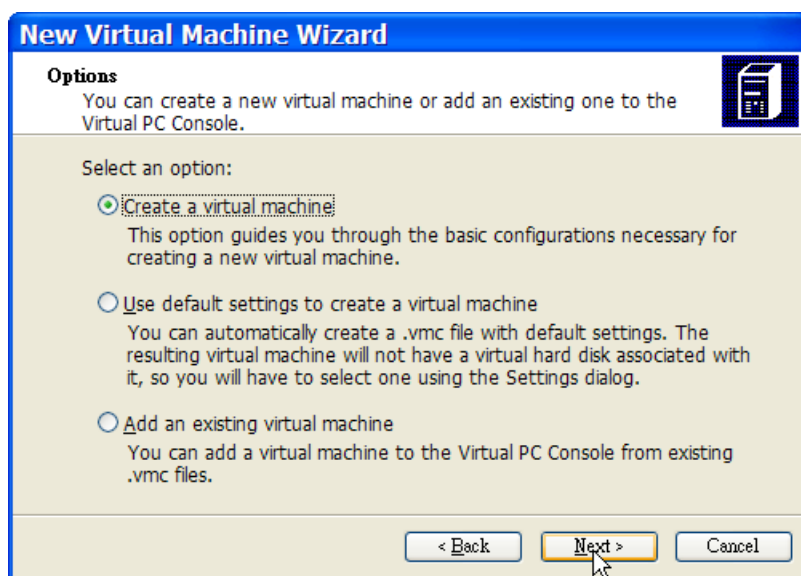 New Virtual Machine Wizard
Options
You can create a new virtual machine or add an existing one to the
Virtual PC Console.
Select an option:
Create a virtual machine
This option guides you through the basic configurations necessary for
creating a new virtual machine.
Use default settings to create a virtual machine
You can automatically create a .vmc file with default settings. The
resulting virtual machine will not have a virtual hard disk associated with
it, so you will have to select one using the Settings dialog.
Add an existing virtual machine
You can add a virtual machine to the Virtual PC Console from existing
.vmc files.
< Back Next > Cancel